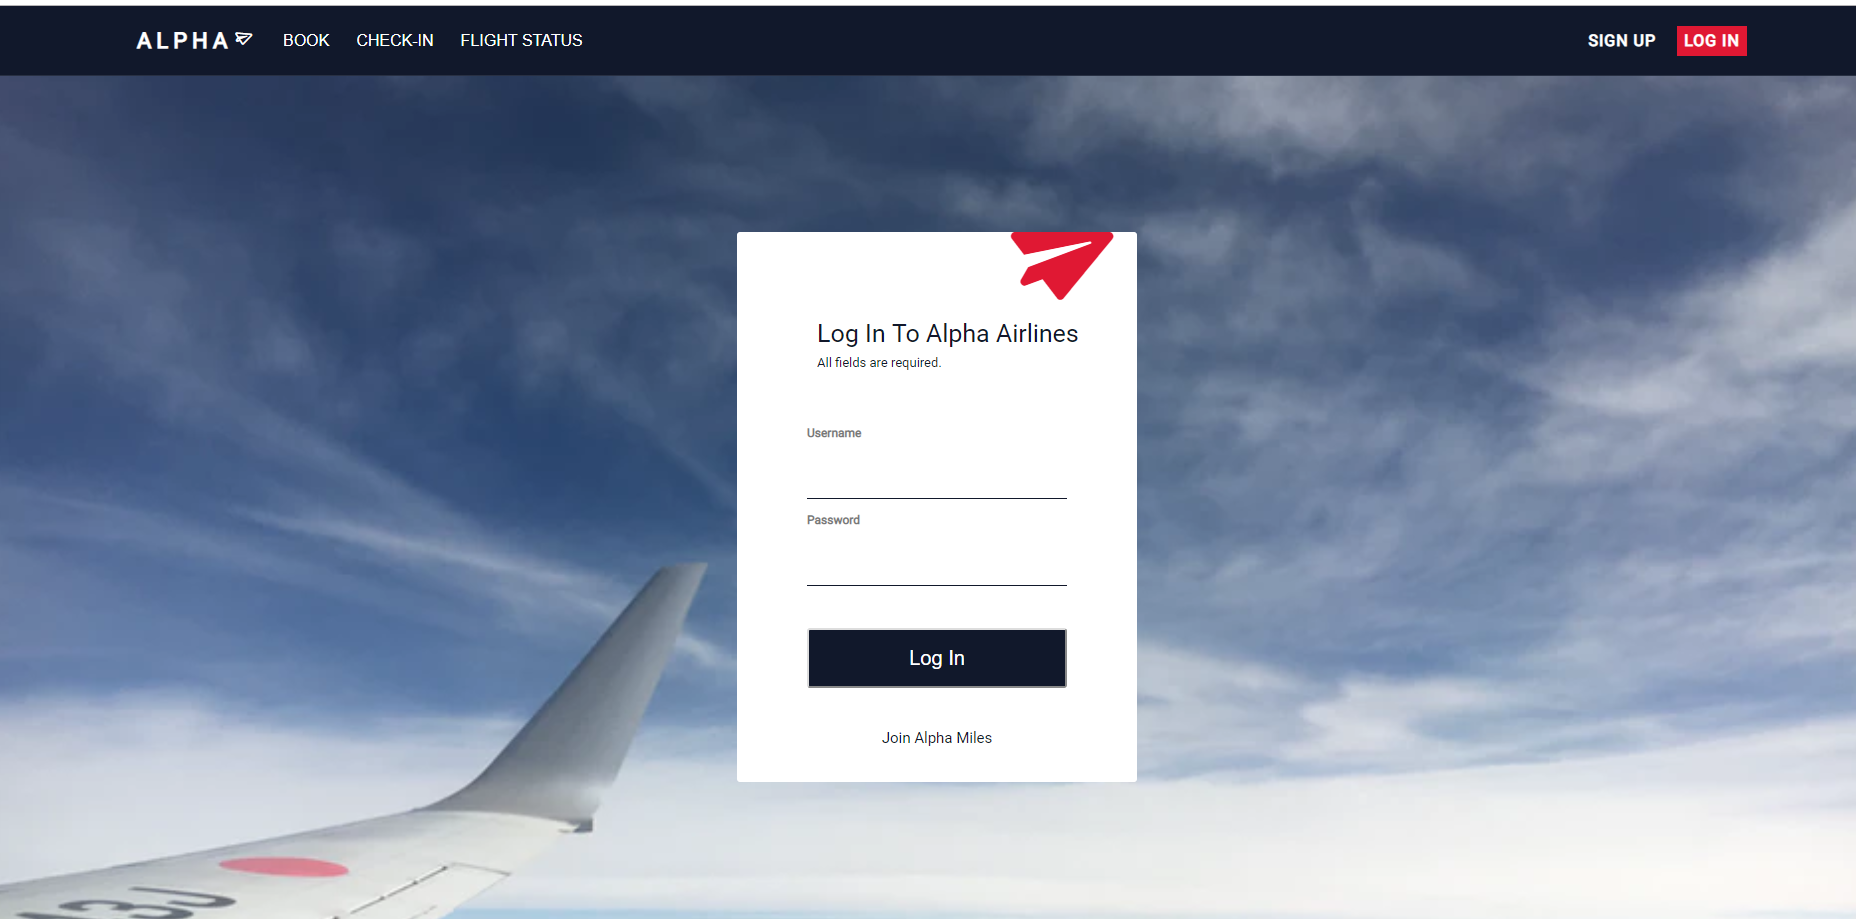 ALPHA BOOK CHECK-IN FLIGHT STATUS SIGN UP LOG IN
Log In To Alpha Airlines
All fields are required.
Username
Password
Log In
Join Alpha Miles
13J